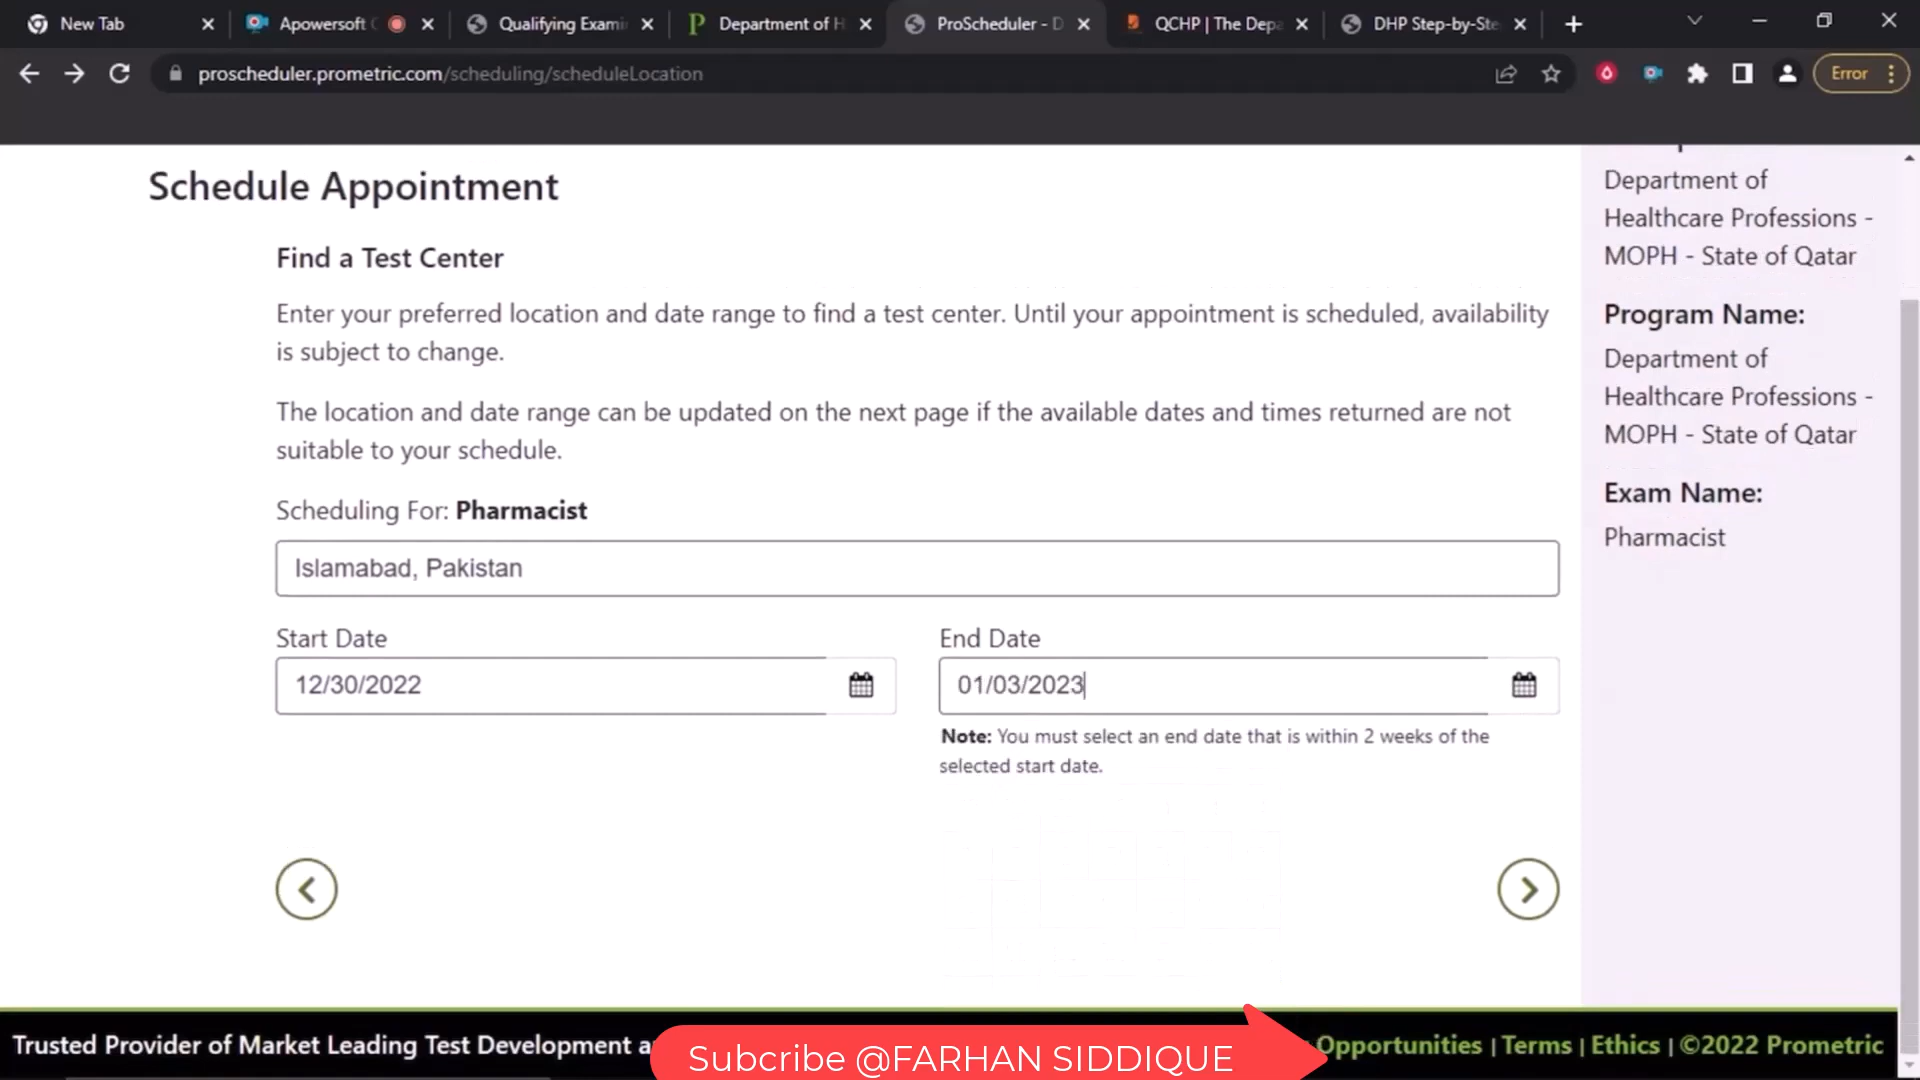 New Tab
Apowersoft
Qualifying Exami
Department of H
ProScheduler - D
QCHP | The Depa
DHP Step-by-Ste
proscheduler.prometric.com/scheduling/scheduleLocation
Error
Schedule Appointment
Find a Test Center
Enter your preferred location and date range to find a test center. Until your appointment is scheduled, availability
is subject to change.
The location and date range can be updated on the next page if the available dates and times returned are not
suitable to your schedule.
Scheduling For: Pharmacist
Islamabad, Pakistan
Start Date
End Date
12/30/2022
01/03/2023
Note: You must select an end date that is within 2 weeks of the
selected start date.
Department of
Healthcare Professions -
MOPH - State of Qatar
Program Name:
Department of
Healthcare Professions -
MOPH - State of Qatar
Exam Name:
Pharmacist
Trusted Provider of Market Leading Test Development a
Opportunities | Terms | Ethics | ©2022 Prometric
Subcribe @FARHAN SIDDIQUE